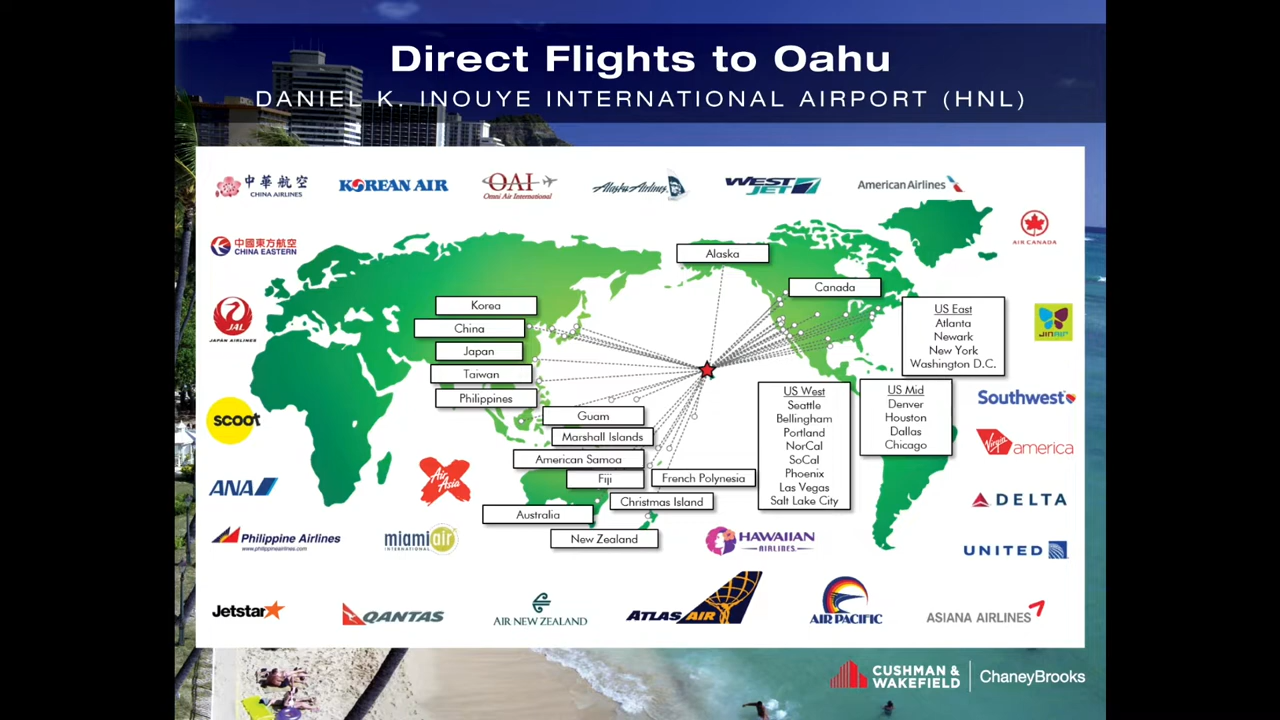 Direct Flights to Oahu
DANIEL K. INOUYE INTERNATIONAL AIRPORT (HNL)
中華航空
CHINA AIRLINES
KOREAN AIR
OAI
Omni Air International
Alaska Airlines
WESTJET
American Airlines
中國東方航空
CHINA EASTERN
AIR CANADA
JAL
JAPAN AIRLINES
JINAIR
scoot
Southwest
Virgin america
ANA
Air Asia
DELTA
Philippine Airlines
www.philippineairlines.com
miami air
INTERNATIONAL
HAWAIIAN
AIRLINES
UNITED
Alaska
Canada
Korea
China
Japan
Taiwan
Philippines
Guam
Marshall Islands
American Samoa
Fiji
French Polynesia
Christmas Island
Australia
New Zealand
US East
Atlanta
Newark
New York
Washington D.C.
US West
Seattle
Bellingham
Portland
NorCal
SoCal
Phoenix
Las Vegas
Salt Lake City
US Mid
Denver
Houston
Dallas
Chicago
Jetstar
QANTAS
AIR NEW ZEALAND
ATLAS AIR
AIR PACIFIC
ASIANA AIRLINES
CUSHMAN &
WAKEFIELD
ChaneyBrooks